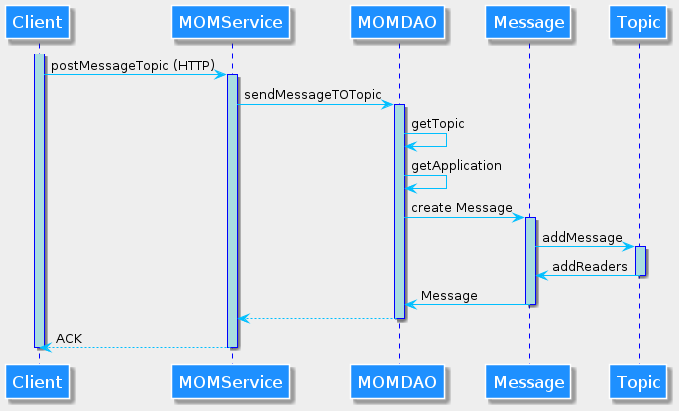 Client MOMService MOMDAO Message Topic
postMessageTopic (HTTP)
sendMessageTOTopic
getTopic
getApplication
create Message
addMessage
addReaders
Message
ACK
Client MOMService MOMDAO Message Topic